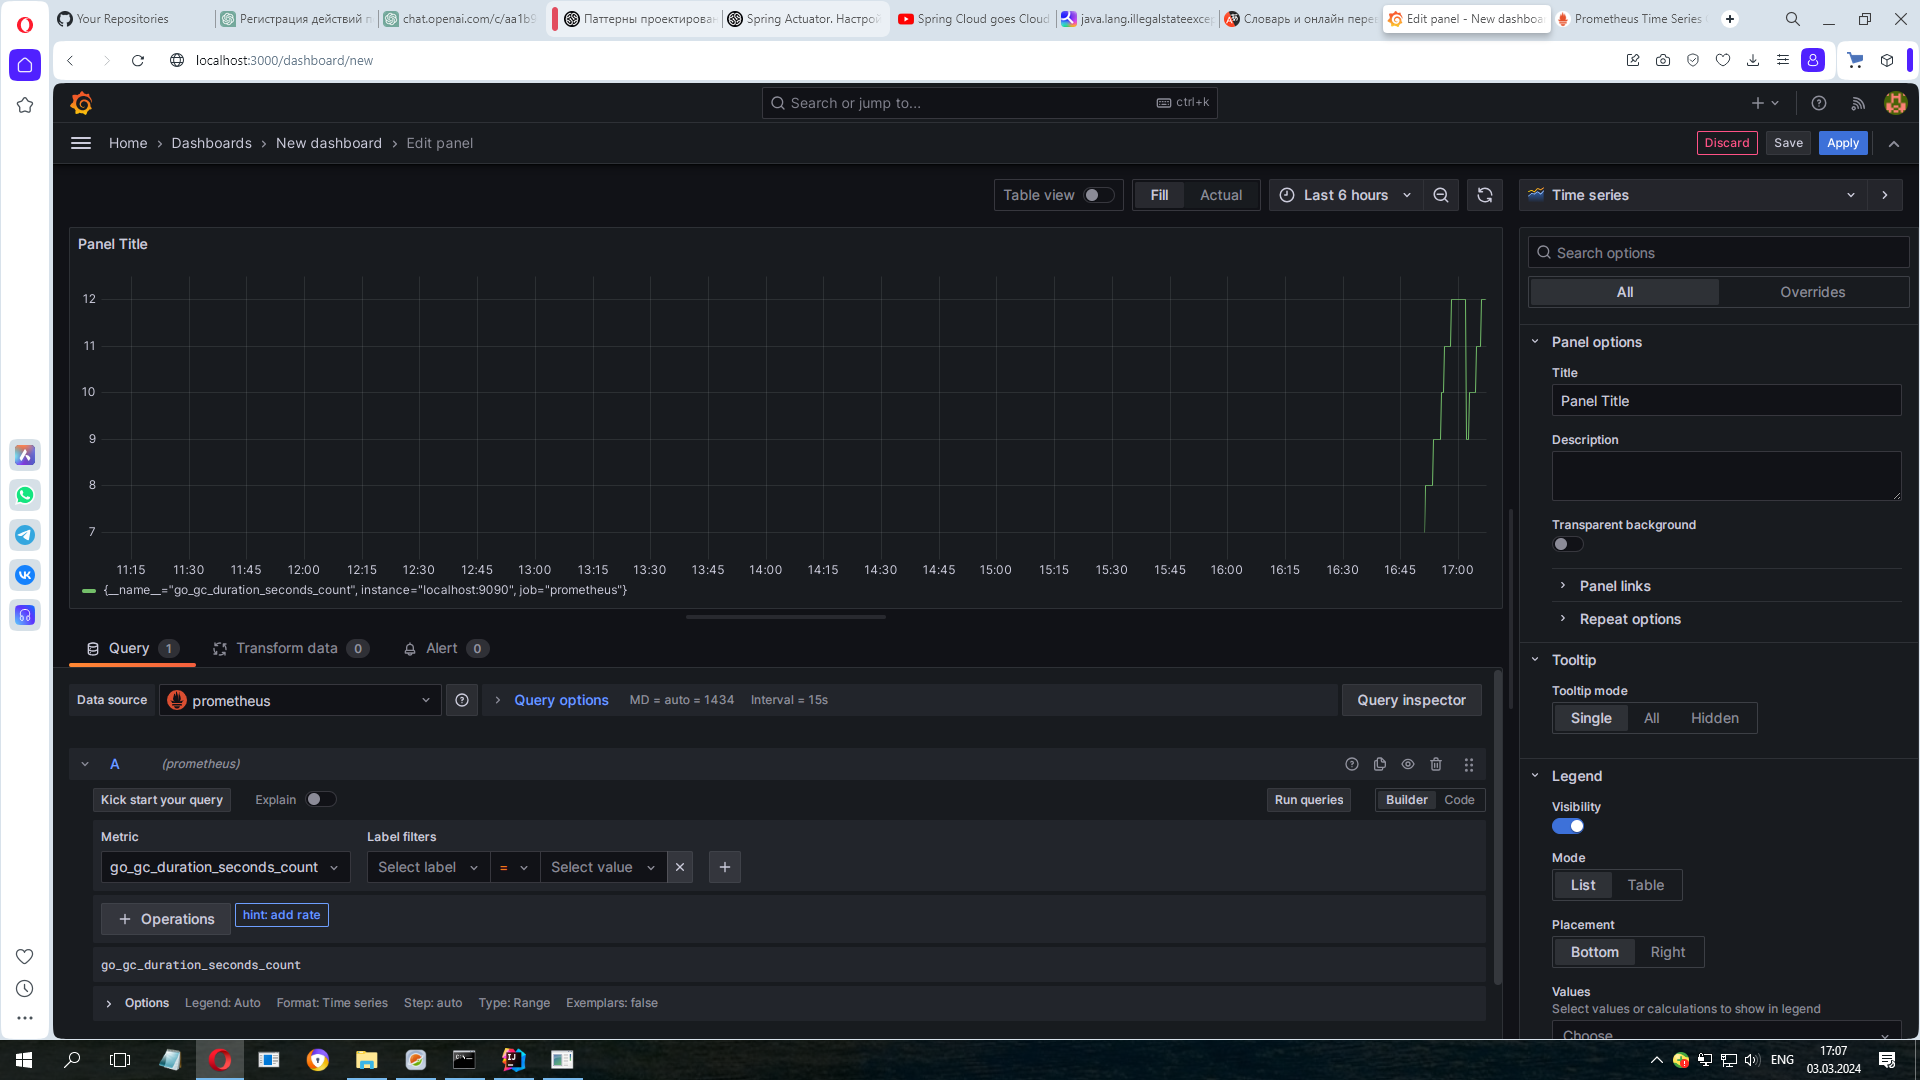 Your Repositories
Регистрация действий п
chat.openai.com/c/aa1b9
Паттерны проектирован
Spring Actuator. Настрой
Spring Cloud goes Cloud
java.lang.illegalstateexcep
Словарь и онлайн перев
Edit panel - New dashboa
Prometheus Time Series
localhost:3000/dashboard/new
Search or jump to...
ctrl+k
Home › Dashboards › New dashboard › Edit panel
Discard
Save
Apply
Table view
Fill
Actual
Last 6 hours
Time series
Panel Title
12
11
10
9
8
7
11:15 11:30 11:45 12:00 12:15 12:30 12:45 13:00 13:15 13:30 13:45 14:00 14:15 14:30 14:45 15:00 15:15 15:30 15:45 16:00 16:15 16:30 16:45 17:00
{__name__="go_gc_duration_seconds_count", instance="localhost:9090", job="prometheus"}
Search options
All
Overrides
Panel options
Title
Panel Title
Description
Transparent background
Panel links
Repeat options
Tooltip
Tooltip mode
Single
All
Hidden
Legend
Visibility
Mode
List
Table
Placement
Bottom
Right
Values
Select values or calculations to show in legend
Choose
Query 1
Transform data 0
Alert 0
Data source
prometheus
Query options
MD = auto = 1434
Interval = 15s
Query inspector
A
(prometheus)
Kick start your query
Explain
Run queries
Builder
Code
Metric
Label filters
go_gc_duration_seconds_count
Select label
=
Select value
+ Operations
hint: add rate
go_gc_duration_seconds_count
Options
Legend: Auto
Format: Time series
Step: auto
Type: Range
Exemplars: false
ENG
17:07
03.03.2024